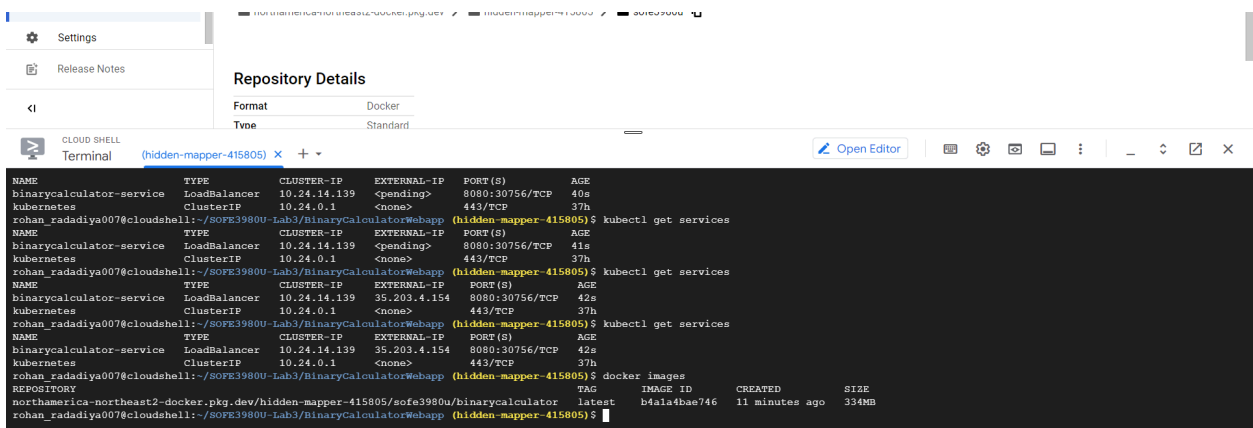 northamerica-northeast2-docker.pkg.dev > hidden-mapper-415805 > sofe3980u
Settings
Release Notes
Repository Details
Format Docker
Type Standard
CLOUD SHELL
Terminal (hidden-mapper-415805) × + Open Editor
NAME TYPE CLUSTER-IP EXTERNAL-IP PORT(S) AGE
binarycalculator-service LoadBalancer 10.24.14.139 <pending> 8080:30756/TCP 40s
kubernetes ClusterIP 10.24.0.1 <none> 443/TCP 37h
rohan_radadiya007@cloudshell:~/SOFE3980U-Lab3/BinaryCalculatorWebapp (hidden-mapper-415805)$ kubectl get services
NAME TYPE CLUSTER-IP EXTERNAL-IP PORT(S) AGE
binarycalculator-service LoadBalancer 10.24.14.139 <pending> 8080:30756/TCP 41s
kubernetes ClusterIP 10.24.0.1 <none> 443/TCP 37h
rohan_radadiya007@cloudshell:~/SOFE3980U-Lab3/BinaryCalculatorWebapp (hidden-mapper-415805)$ kubectl get services
NAME TYPE CLUSTER-IP EXTERNAL-IP PORT(S) AGE
binarycalculator-service LoadBalancer 10.24.14.139 35.203.4.154 8080:30756/TCP 42s
kubernetes ClusterIP 10.24.0.1 <none> 443/TCP 37h
rohan_radadiya007@cloudshell:~/SOFE3980U-Lab3/BinaryCalculatorWebapp (hidden-mapper-415805)$ kubectl get services
NAME TYPE CLUSTER-IP EXTERNAL-IP PORT(S) AGE
binarycalculator-service LoadBalancer 10.24.14.139 35.203.4.154 8080:30756/TCP 42s
kubernetes ClusterIP 10.24.0.1 <none> 443/TCP 37h
rohan_radadiya007@cloudshell:~/SOFE3980U-Lab3/BinaryCalculatorWebapp (hidden-mapper-415805)$ docker images
REPOSITORY TAG IMAGE ID CREATED SIZE
northamerica-northeast2-docker.pkg.dev/hidden-mapper-415805/sofe3980u/binarycalculator latest b4a1a4bae746 11 minutes ago 334MB
rohan_radadiya007@cloudshell:~/SOFE3980U-Lab3/BinaryCalculatorWebapp (hidden-mapper-415805)$